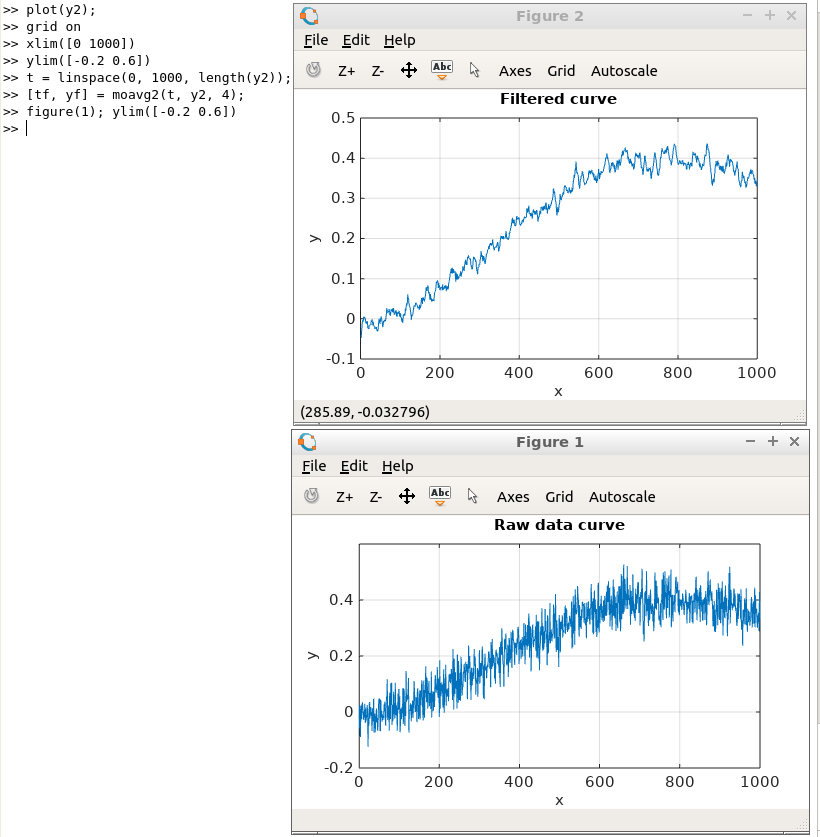 >> plot(y2);
>> grid on
>> xlim([0 1000])
>> ylim([-0.2 0.6])
>> t = linspace(0, 1000, length(y2));
>> [tf, yf] = moavg2(t, y2, 4);
>> figure(1); ylim([-0.2 0.6])
>>
Figure 2
File Edit Help
Z+ Z- Abc Axes Grid Autoscale
Filtered curve
0.5
0.4
0.3
0.2
0.1
0
-0.1
y
0 200 400 600 800 1000
x
(285.89, -0.032796)
Figure 1
File Edit Help
Z+ Z- Abc Axes Grid Autoscale
Raw data curve
0.4
0.2
0
-0.2
y
0 200 400 600 800 1000
x